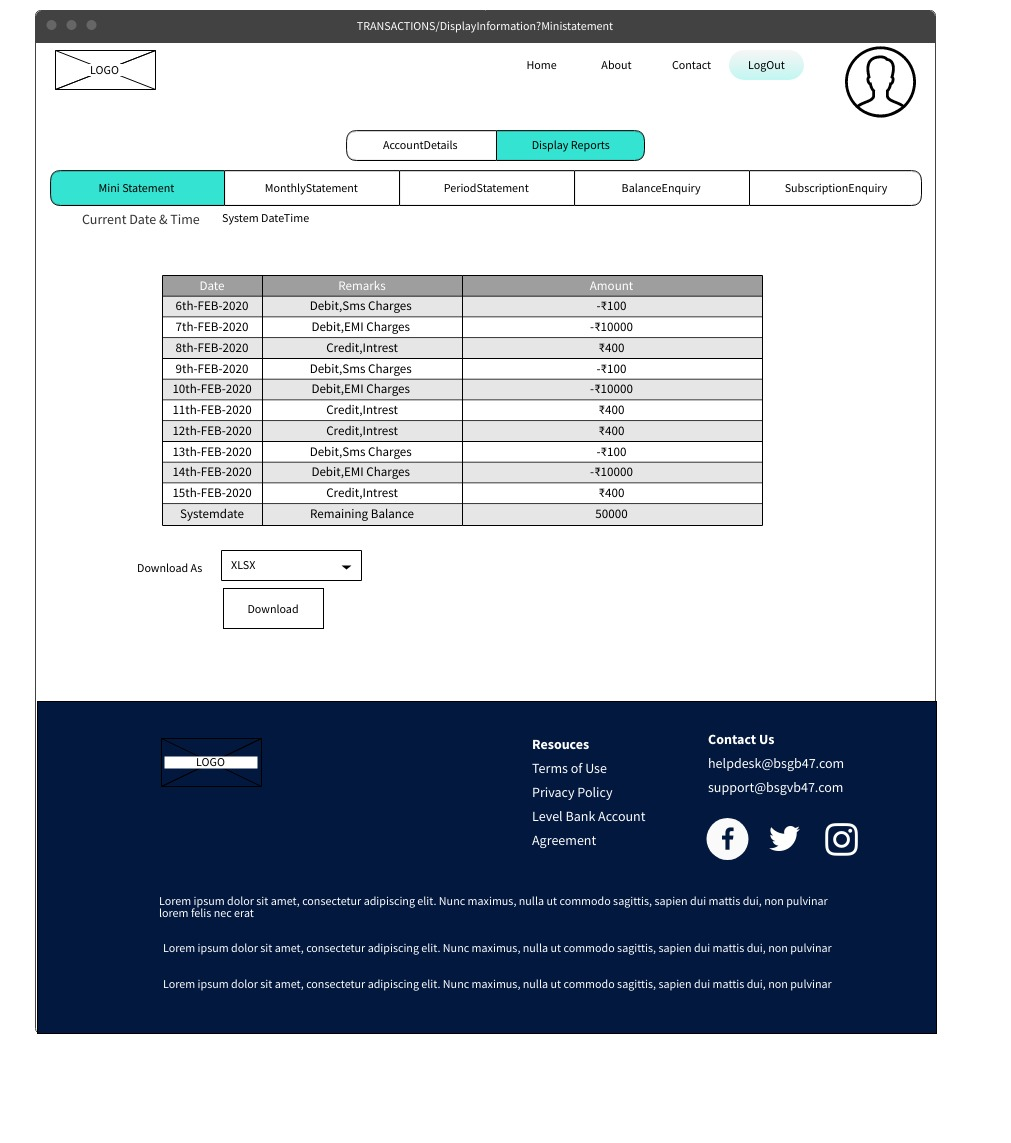 TRANSACTIONS/DisplayInformation?Ministatement
LOGO
Home About Contact LogOut
AccountDetails Display Reports
Mini Statement MonthlyStatement PeriodStatement BalanceEnquiry SubscriptionEnquiry
Current Date & Time System DateTime
Date Remarks Amount
6th-FEB-2020 Debit,Sms Charges -₹100
7th-FEB-2020 Debit,EMI Charges -₹10000
8th-FEB-2020 Credit,Intrest ₹400
9th-FEB-2020 Debit,Sms Charges -₹100
10th-FEB-2020 Debit,EMI Charges -₹10000
11th-FEB-2020 Credit,Intrest ₹400
12th-FEB-2020 Credit,Intrest ₹400
13th-FEB-2020 Debit,Sms Charges -₹100
14th-FEB-2020 Debit,EMI Charges -₹10000
15th-FEB-2020 Credit,Intrest ₹400
Systemdate Remaining Balance 50000
Download As XLSX
Download
LOGO
Resouces
Terms of Use
Privacy Policy
Level Bank Account
Agreement
Contact Us
helpdesk@bsgb47.com
support@bsgvb47.com
Lorem ipsum dolor sit amet, consectetur adipiscing elit. Nunc maximus, nulla ut commodo sagittis, sapien dui mattis dui, non pulvinar
lorem felis nec erat
Lorem ipsum dolor sit amet, consectetur adipiscing elit. Nunc maximus, nulla ut commodo sagittis, sapien dui mattis dui, non pulvinar
Lorem ipsum dolor sit amet, consectetur adipiscing elit. Nunc maximus, nulla ut commodo sagittis, sapien dui mattis dui, non pulvinar